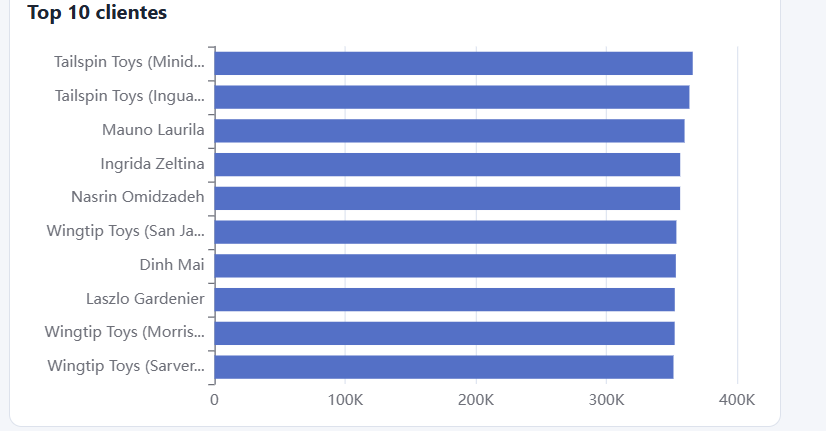 Top 10 clientes
Tailspin Toys (Minid...
Tailspin Toys (Ingua...
Mauno Laurila
Ingrida Zeltina
Nasrin Omidzadeh
Wingtip Toys (San Ja...
Dinh Mai
Laszlo Gardenier
Wingtip Toys (Morris...
Wingtip Toys (Sarver...
0 100K 200K 300K 400K